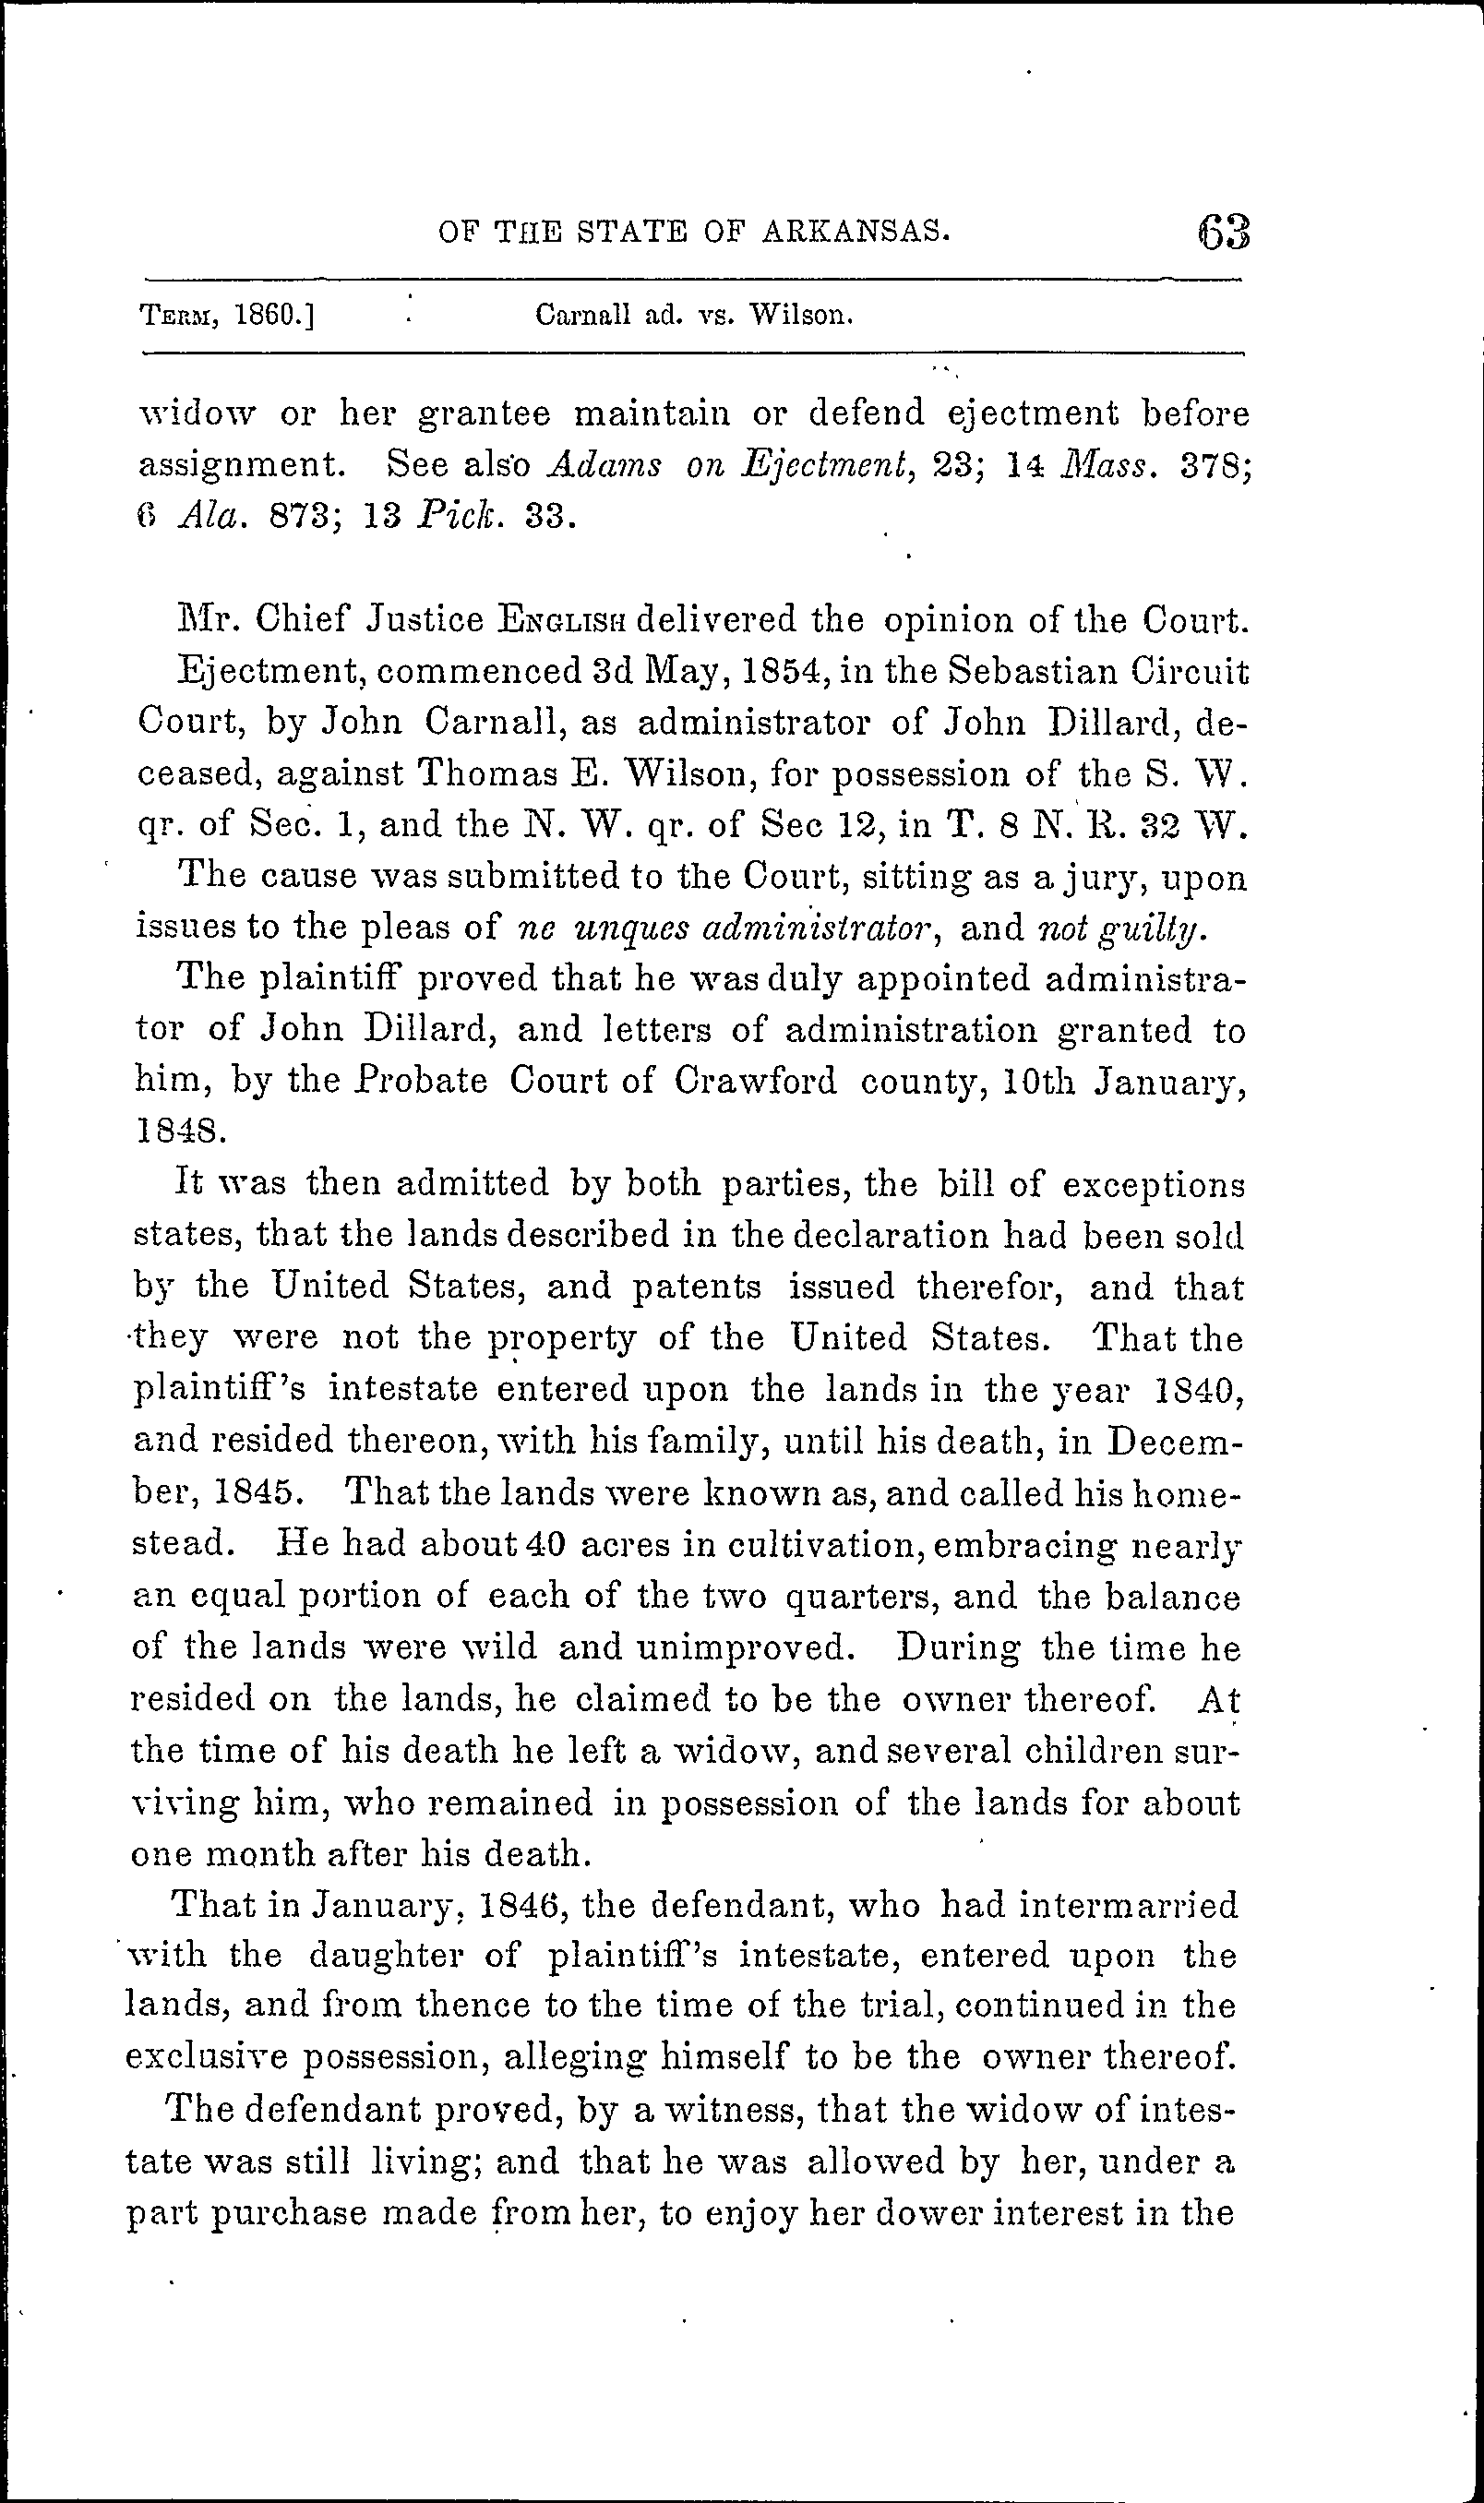 OF THE STATE OF ARKANSAS. 63
TERM, 1860.] Carnall ad. vs. Wilson.
widow or her grantee maintain or defend ejectment before
assignment. See also Adams on Ejectment, 23; 14 Mass. 378;
6 Ala. 873; 13 Pick. 33.
Mr. Chief Justice ENGLISH delivered the opinion of the Court.
Ejectment, commenced 3d May, 1854, in the Sebastian Circuit
Court, by John Carnall, as administrator of John Dillard, de-
ceased, against Thomas E. Wilson, for possession of the S. W.
qr. of Sec. 1, and the N. W. qr. of Sec 12, in T. 8 N. R. 32 W.
The cause was submitted to the Court, sitting as a jury, upon
issues to the pleas of ne unques administrator, and not guilty.
The plaintiff proved that he was duly appointed administra-
tor of John Dillard, and letters of administration granted to
him, by the Probate Court of Crawford county, 10th January,
1848.
It was then admitted by both parties, the bill of exceptions
states, that the lands described in the declaration had been sold
by the United States, and patents issued therefor, and that
they were not the property of the United States. That the
plaintiff's intestate entered upon the lands in the year 1840,
and resided thereon, with his family, until his death, in Decem-
ber, 1845. That the lands were known as, and called his home-
stead. He had about 40 acres in cultivation, embracing nearly
an equal portion of each of the two quarters, and the balance
of the lands were wild and unimproved. During the time he
resided on the lands, he claimed to be the owner thereof. At
the time of his death he left a widow, and several children sur-
viving him, who remained in possession of the lands for about
one month after his death.
That in January, 1846, the defendant, who had intermarried
with the daughter of plaintiff's intestate, entered upon the
lands, and from thence to the time of the trial, continued in the
exclusive possession, alleging himself to be the owner thereof.
The defendant proved, by a witness, that the widow of intes-
tate was still living; and that he was allowed by her, under a
part purchase made from her, to enjoy her dower interest in the